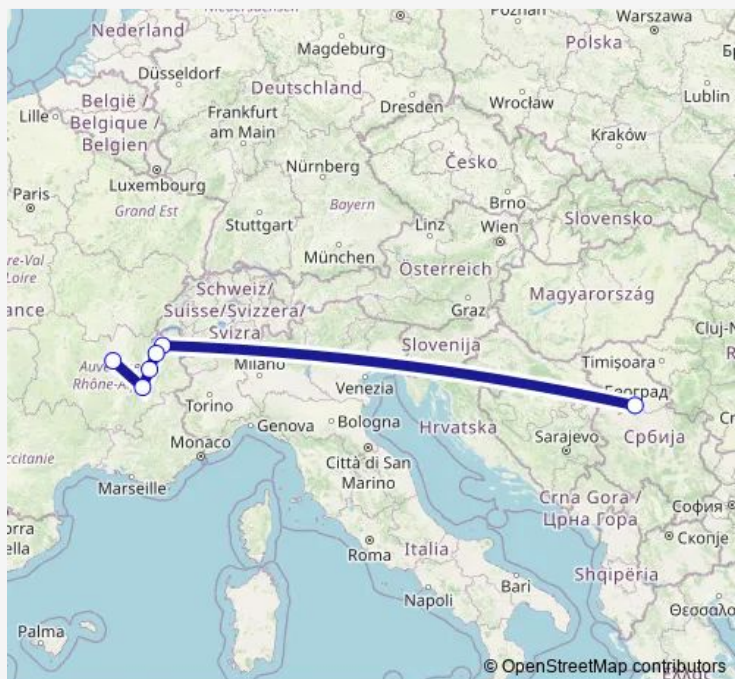 Nederland
Magdeburg
Polska
Warszawa
Düsseldorf
Deutschland
België /
Belgique /
Belgien
Lille
Frankfurt
am Main
Dresden
Wrocław
Lublin
Luxembourg
Nürnberg
Česko
Kraków
Paris
Grand Est
Bayern
Brno
Stuttgart
Linz
Wien
Slovensko
München
Österreich
Schweiz/
Suisse/Svizzera/
Svizra
Graz
Magyarország
Slovenija
Milano
Timișoara
Venezia
Београд
Torino
Genova
Bologna
Hrvatska
Sarajevo
Србија
Monaco
Città di San
Marino
Marseille
Crna Gora /
Црна Гора
София
Скопје
Roma
Italia
Shqipëria
Napoli
Bari
Palma
© OpenStreetMap contributors